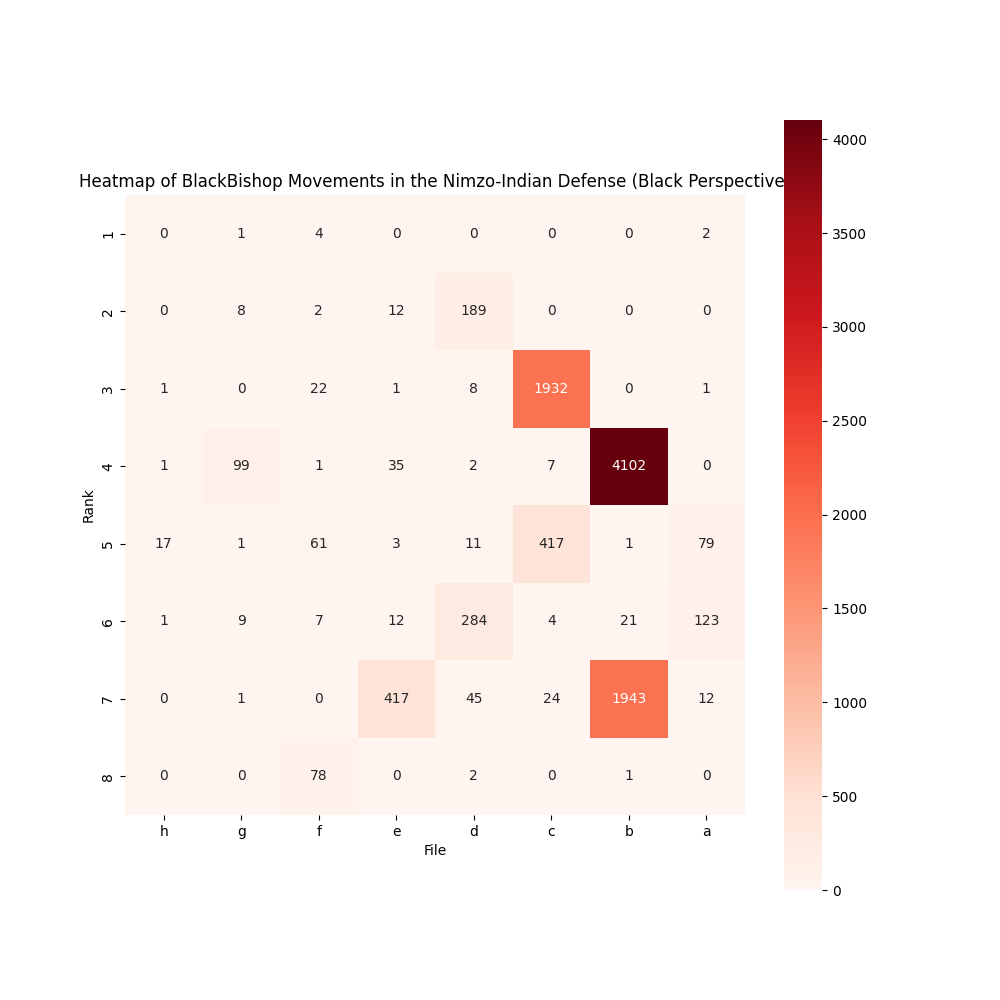 Heatmap of BlackBishop Movements in the Nimzo-Indian Defense (Black Perspective
4000
3500
3000
2500
2000
1500
1000
500
0
Rank
1 0 1 4 0 0 0 0 2
2 0 8 2 12 189 0 0 0
3 1 0 22 1 8 1932 0 1
4 1 99 1 35 2 7 4102 0
5 17 1 61 3 11 417 1 79
6 1 9 7 12 284 4 21 123
7 0 1 0 417 45 24 1943 12
8 0 0 78 0 2 0 1 0
h g f e d c b a
File